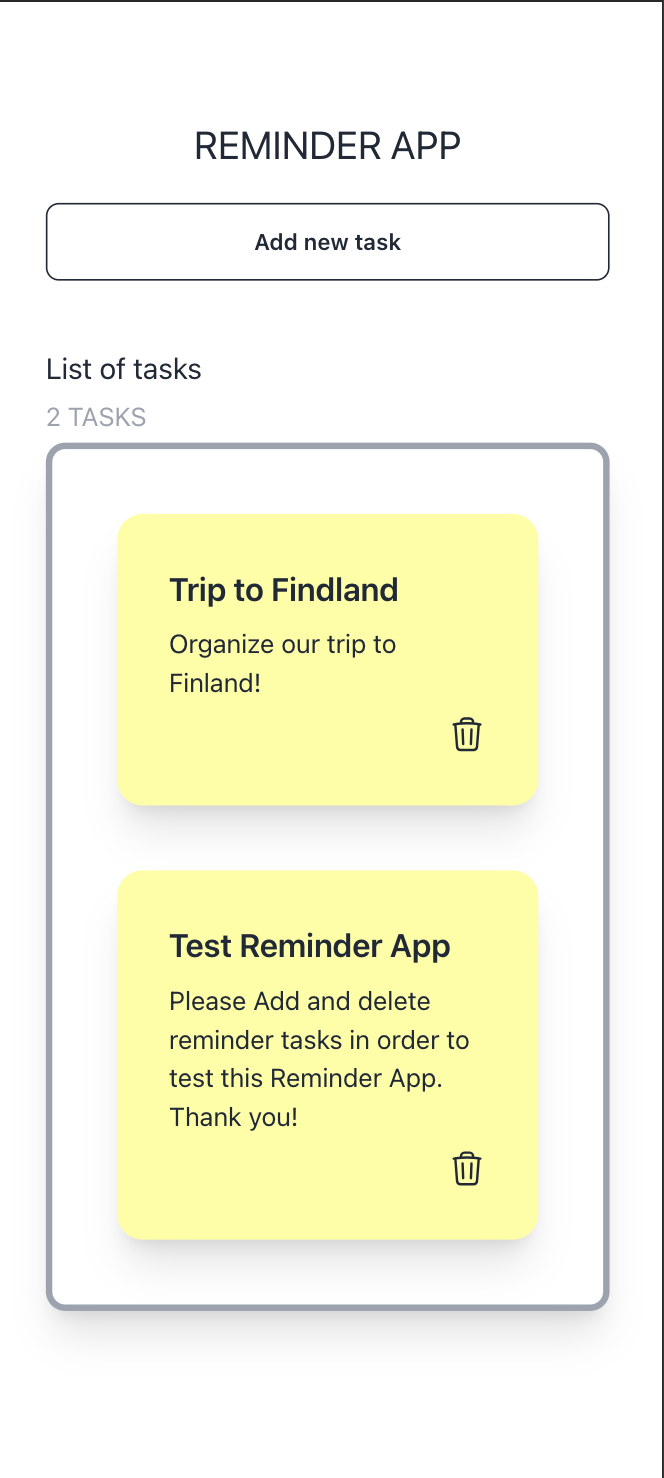 REMINDER APP
Add new task
List of tasks
2 TASKS
Trip to Findland
Organize our trip to
Finland!
Test Reminder App
Please Add and delete
reminder tasks in order to
test this Reminder App.
Thank you!